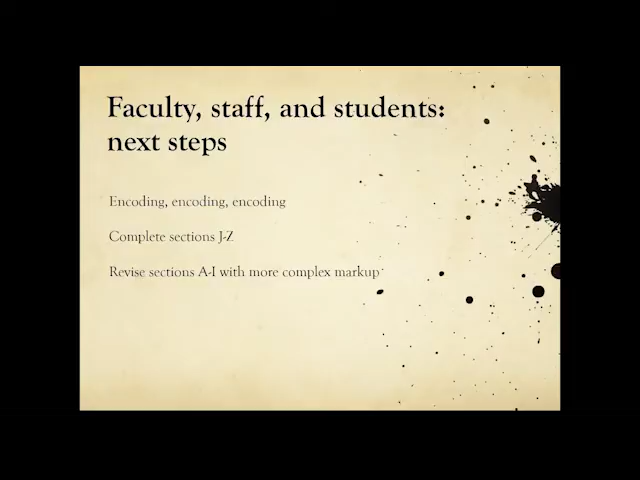 Faculty, staff, and students:
next steps
Encoding, encoding, encoding
Complete sections J-Z
Revise sections A-I with more complex markup